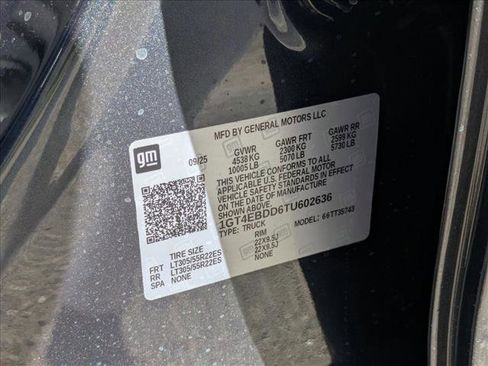 MFD BY GENERAL MOTORS LLC
gm
09/25
GVWR GAWR FRT GAWR RR
4538 KG 2300 KG 2599 KG
10005 LB 5070 LB 5730 LB
THIS VEHICLE CONFORMS TO ALL
APPLICABLE U.S. FEDERAL MOTOR
VEHICLE SAFETY STANDARDS IN
EFFECT ON THE DATE OF
MANUFACTURE SHOWN ABOVE.
1GT4EBDD6TU602636
TYPE: TRUCK MODEL: 66TT35743
TIRE SIZE RIM
FRT LT305/55R22ES 22X9.5J
RR LT305/55R22ES 22X9.5J
SPA NONE NONE